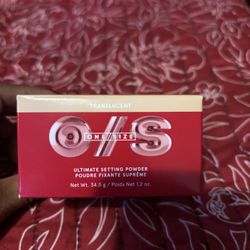 TRANSLUCENT
O/S
ONE/SIZE
ULTIMATE SETTING POWDER
POUDRE FIXANTE SUPRÊME
Net Wt. 34.5 g / Poids Net 1.2 oz.